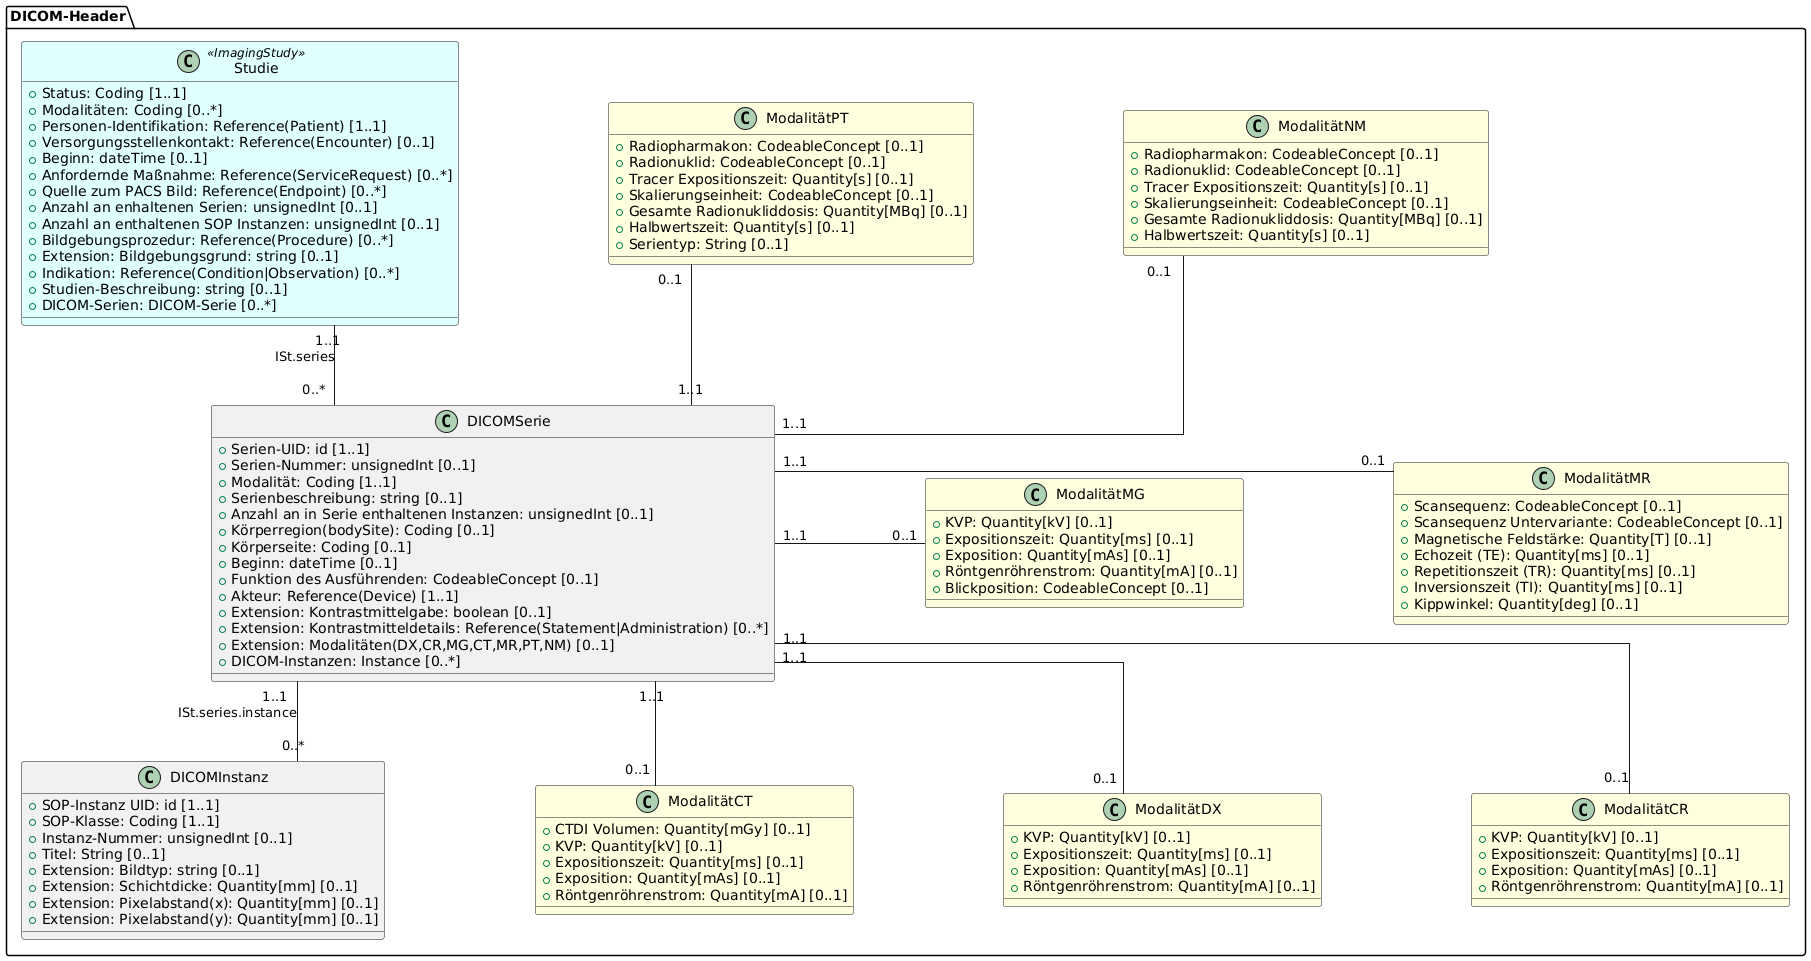 DICOM-Header
C
«ImagingStudy»
Studie
Status: Coding [1..1]
Modalitäten: Coding [0..*]
Personen-Identifikation: Reference(Patient) [1..1]
Versorgungsstellenkontakt: Reference(Encounter) [0..1]
Beginn: dateTime [0..1]
Anfordernde Maßnahme: Reference(ServiceRequest) [0..*]
Quelle zum PACS Bild: Reference(Endpoint) [0..*]
Anzahl an enhaltenen Serien: unsignedInt [0..1]
Anzahl an enthaltenen SOP Instanzen: unsignedInt [0..1]
Bildgebungsprozedur: Reference(Procedure) [0..*]
Extension: Bildgebungsgrund: string [0..1]
Indikation: Reference(Condition|Observation) [0..*]
Studien-Beschreibung: string [0..1]
DICOM-Serien: DICOM-Serie [0..*]
C ModalitätPT
Radiopharmakon: CodeableConcept [0..1]
Radionuklid: CodeableConcept [0..1]
Tracer Expositionszeit: Quantity[s] [0..1]
Skalierungseinheit: CodeableConcept [0..1]
Gesamte Radionukliddosis: Quantity[MBq] [0..1]
Halbwertszeit: Quantity[s] [0..1]
Serientyp: String [0..1]
C ModalitätNM
Radiopharmakon: CodeableConcept [0..1]
Radionuklid: CodeableConcept [0..1]
Tracer Expositionszeit: Quantity[s] [0..1]
Skalierungseinheit: CodeableConcept [0..1]
Gesamte Radionukliddosis: Quantity[MBq] [0..1]
Halbwertszeit: Quantity[s] [0..1]
0..1
0..1
1..1
ISt.series
0..*
1..1
C DICOMSerie
Serien-UID: id [1..1]
Serien-Nummer: unsignedInt [0..1]
Modalität: Coding [1..1]
Serienbeschreibung: string [0..1]
Anzahl an in Serie enthaltenen Instanzen: unsignedInt [0..1]
Körperregion(bodySite): Coding [0..1]
Körperseite: Coding [0..1]
Beginn: dateTime [0..1]
Funktion des Ausführenden: CodeableConcept [0..1]
Akteur: Reference(Device) [1..1]
Extension: Kontrastmittelgabe: boolean [0..1]
Extension: Kontrastmitteldetails: Reference(Statement|Administration) [0..*]
Extension: Modalitäten(DX,CR,MG,CT,MR,PT,NM) [0..1]
DICOM-Instanzen: Instance [0..*]
1..1
1..1
0..1
1..1
0..1
1..1
1..1
C ModalitätMG
KVP: Quantity[kV] [0..1]
Expositionszeit: Quantity[ms] [0..1]
Exposition: Quantity[mAs] [0..1]
Röntgenröhrenstrom: Quantity[mA] [0..1]
Blickposition: CodeableConcept [0..1]
C ModalitätMR
Scansequenz: CodeableConcept [0..1]
Scansequenz Untervariante: CodeableConcept [0..1]
Magnetische Feldstärke: Quantity[T] [0..1]
Echozeit (TE): Quantity[ms] [0..1]
Repetitionszeit (TR): Quantity[ms] [0..1]
Inversionszeit (TI): Quantity[ms] [0..1]
Kippwinkel: Quantity[deg] [0..1]
1..1
ISt.series.instance
0..*
1..1
0..1
0..1
0..1
C DICOMInstanz
SOP-Instanz UID: id [1..1]
SOP-Klasse: Coding [1..1]
Instanz-Nummer: unsignedInt [0..1]
Titel: String [0..1]
Extension: Bildtyp: string [0..1]
Extension: Schichtdicke: Quantity[mm] [0..1]
Extension: Pixelabstand(x): Quantity[mm] [0..1]
Extension: Pixelabstand(y): Quantity[mm] [0..1]
C ModalitätCT
CTDI Volumen: Quantity[mGy] [0..1]
KVP: Quantity[kV] [0..1]
Expositionszeit: Quantity[ms] [0..1]
Exposition: Quantity[mAs] [0..1]
Röntgenröhrenstrom: Quantity[mA] [0..1]
C ModalitätDX
KVP: Quantity[kV] [0..1]
Expositionszeit: Quantity[ms] [0..1]
Exposition: Quantity[mAs] [0..1]
Röntgenröhrenstrom: Quantity[mA] [0..1]
C ModalitätCR
KVP: Quantity[kV] [0..1]
Expositionszeit: Quantity[ms] [0..1]
Exposition: Quantity[mAs] [0..1]
Röntgenröhrenstrom: Quantity[mA] [0..1]